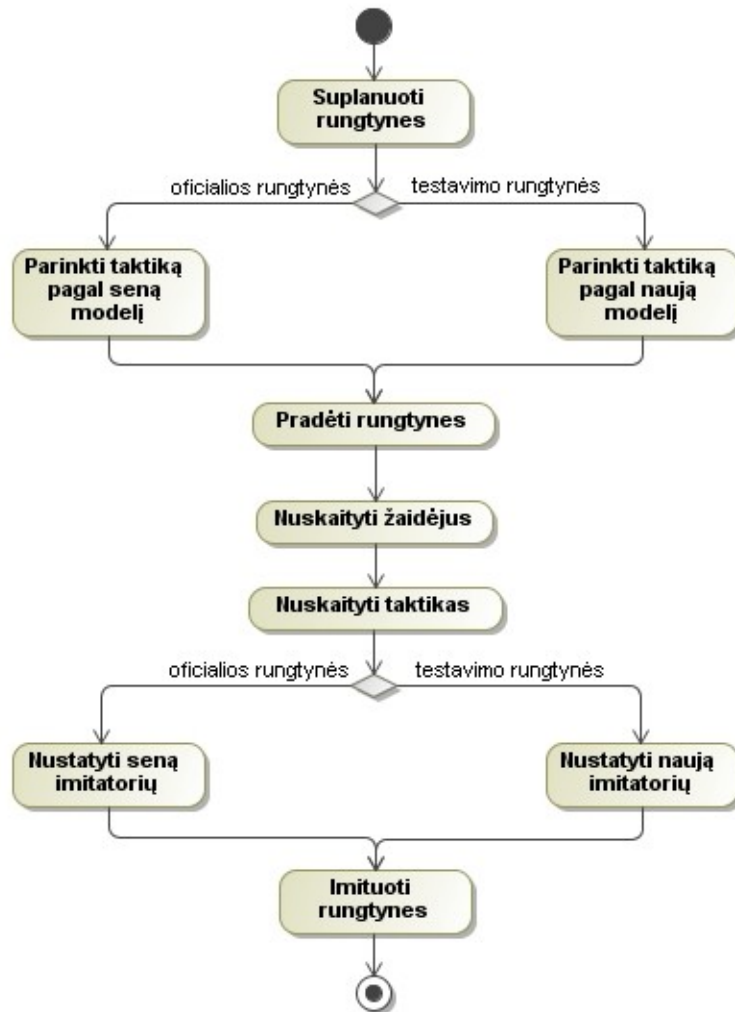 Suplanuoti
rungtynes
oficialios rungtynės
testavimo rungtynės
Parinkti taktiką
pagal seną
modelį
Parinkti taktiką
pagal naują
modelį
Pradėti rungtynes
Nuskaityti žaidėjus
Nuskaityti taktikas
oficialios rungtynės
testavimo rungtynės
Nustatyti seną
imitatorių
Nustatyti naują
imitatorių
Imituoti
rungtynes